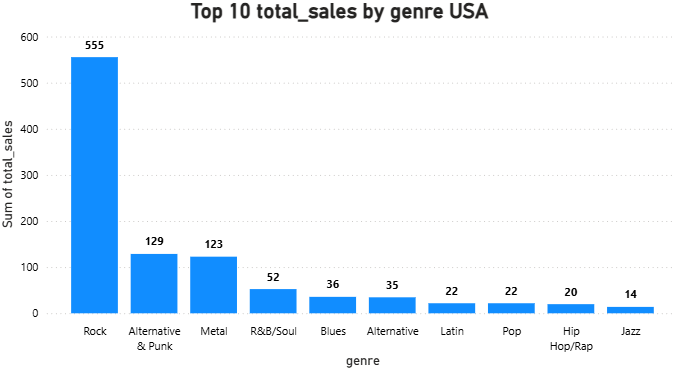 Top 10 total_sales by genre USA
Sum of total_sales
600
500
400
300
200
100
0
555
129
123
52
36
35
22
22
20
14
Rock
Alternative
& Punk
Metal
R&B/Soul
Blues
Alternative
Latin
Pop
Hip
Hop/Rap
Jazz
genre